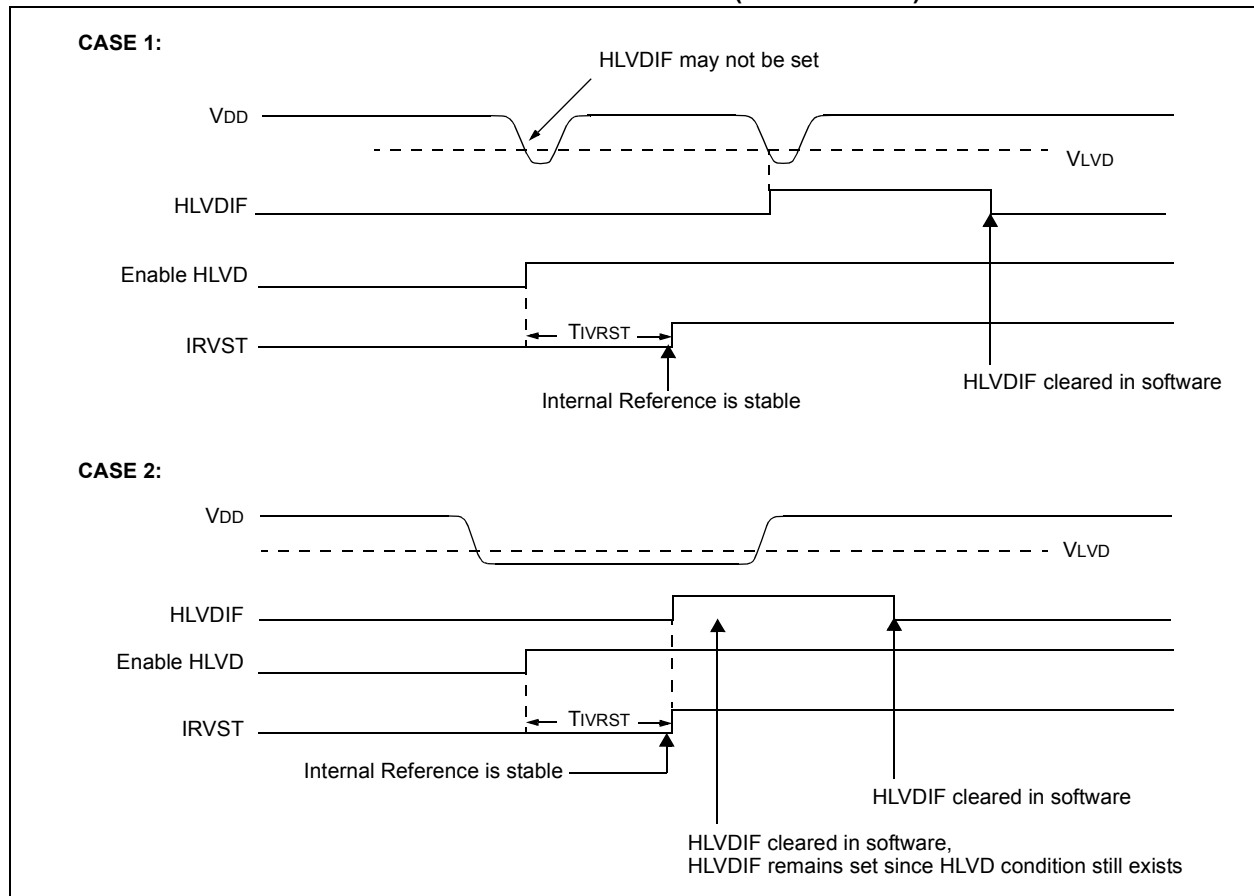 CASE 1:
HLVDIF may not be set
VDD
VLVD
HLVDIF
Enable HLVD
TIVRST
IRVST
HLVDIF cleared in software
Internal Reference is stable
CASE 2:
VDD
VLVD
HLVDIF
Enable HLVD
TIVRST
IRVST
Internal Reference is stable
HLVDIF cleared in software
HLVDIF cleared in software,
HLVDIF remains set since HLVD condition still exists